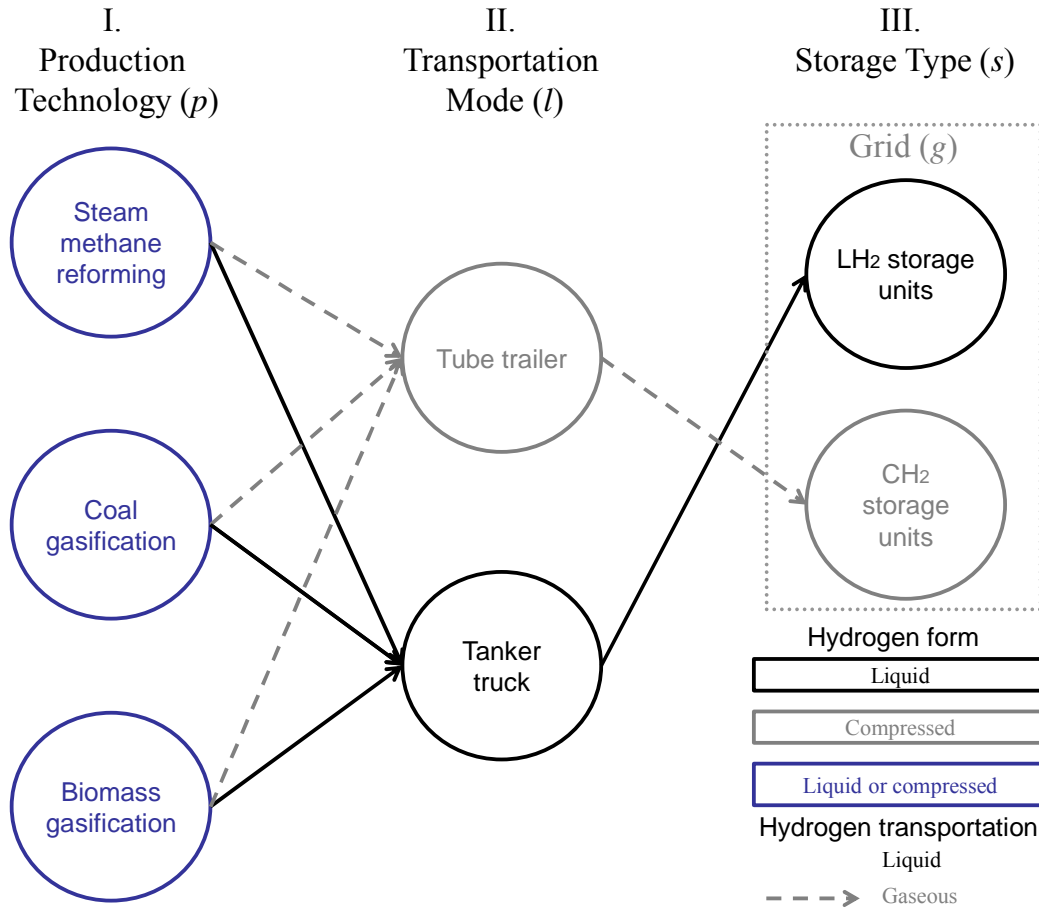 I.
Production
Technology (p)
II.
Transportation
Mode (l)
III.
Storage Type (s)
Steam
methane
reforming
Coal
gasification
Biomass
gasification
Tube trailer
Tanker
truck
Grid (g)
LH2 storage
units
CH2
storage
units
Hydrogen form
Liquid
Compressed
Liquid or compressed
Hydrogen transportation
Liquid
Gaseous